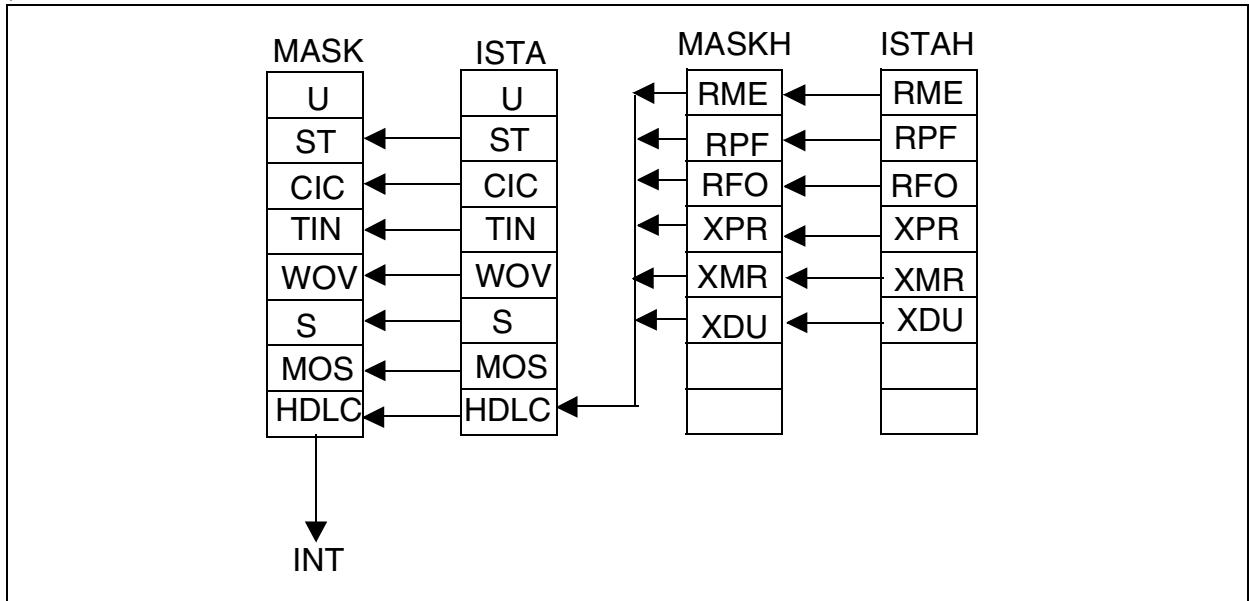 MASK ISTA MASKH ISTAH
U U RME RME
ST ST RPF RPF
CIC CIC RFO RFO
TIN TIN XPR XPR
WOV WOV XMR XMR
S S XDU XDU
MOS MOS
HDLC HDLC
INT